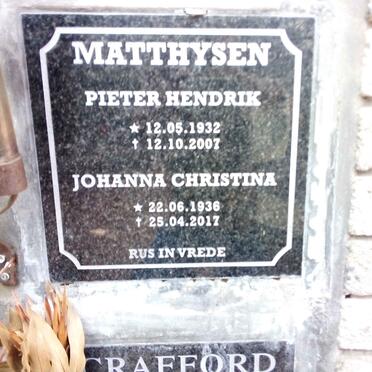 MATTHYSEN
PIETER HENDRIK
★ 12.05.1932
† 12.10.2007
JOHANNA CHRISTINA
★ 22.06.1936
† 25.04.2017
RUS IN VREDE
CRAFFORD